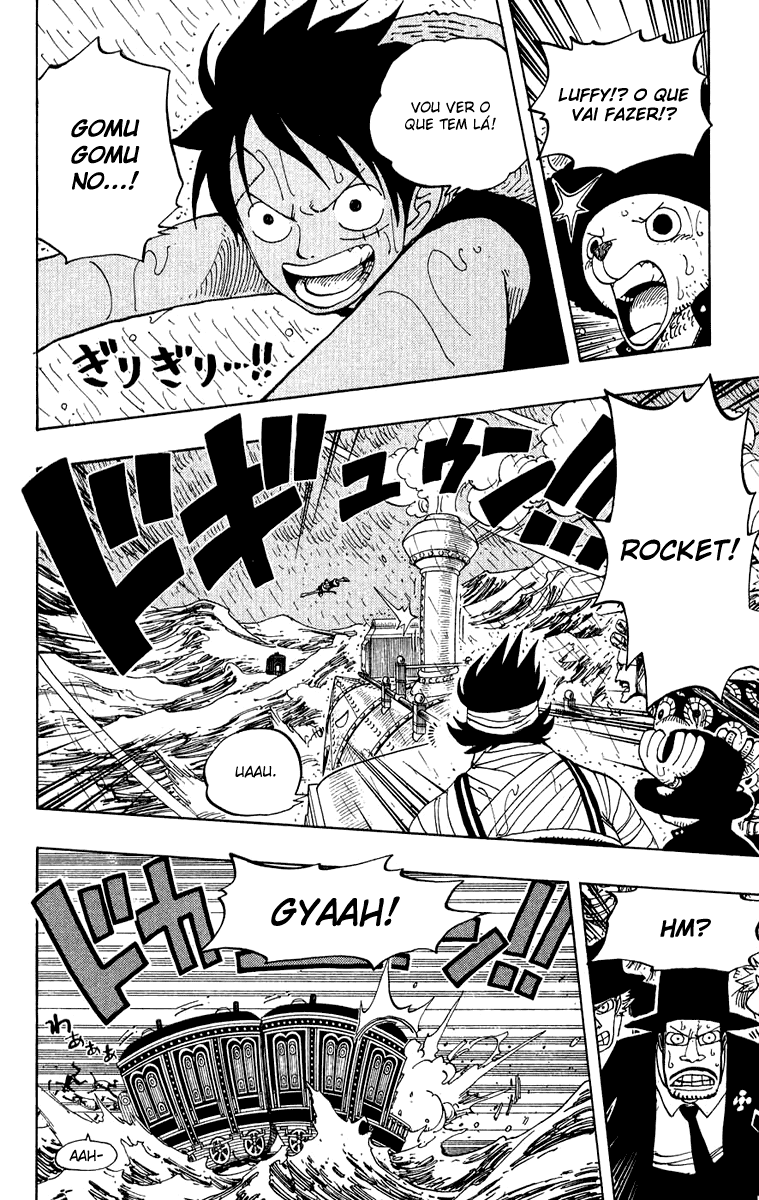 LUFFY!? O QUE
VAI FAZER!?
VOU VER O
QUE TEM LÁ!
GOMU
GOMU
NO...!
ぎりぎり…!!
ROCKET!
ドギュウン!!
UAAU.
HM?
GYAAH!
ドカ
ン!!
AAH-